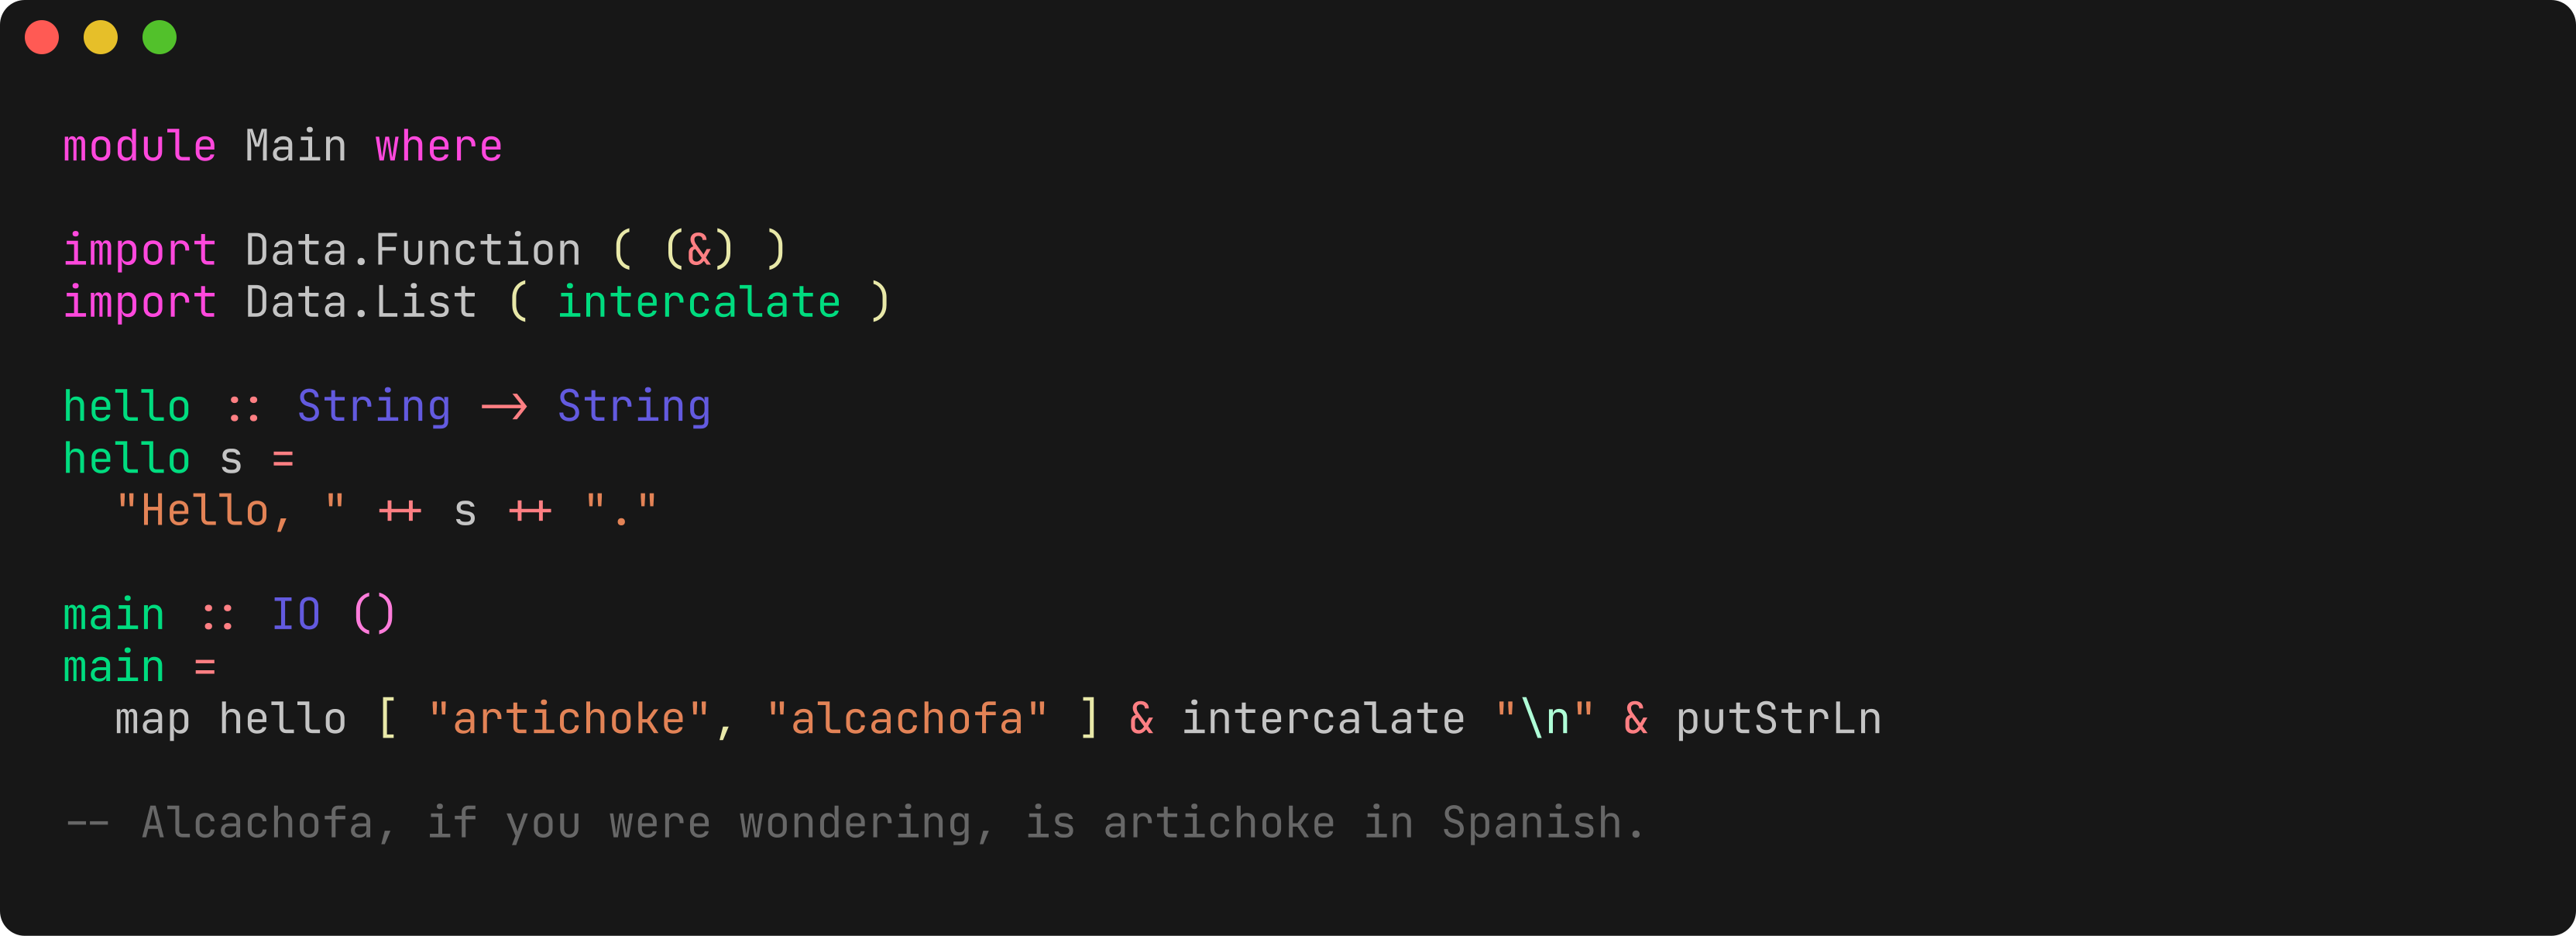 module Main where
import Data.Function ( (&) )
import Data.List ( intercalate )
hello :: String -> String
hello s =
"Hello, " ++ s ++ "."
main :: IO ()
main =
map hello [ "artichoke", "alcachofa" ] & intercalate "\n" & putStrLn
-- Alcachofa, if you were wondering, is artichoke in Spanish.